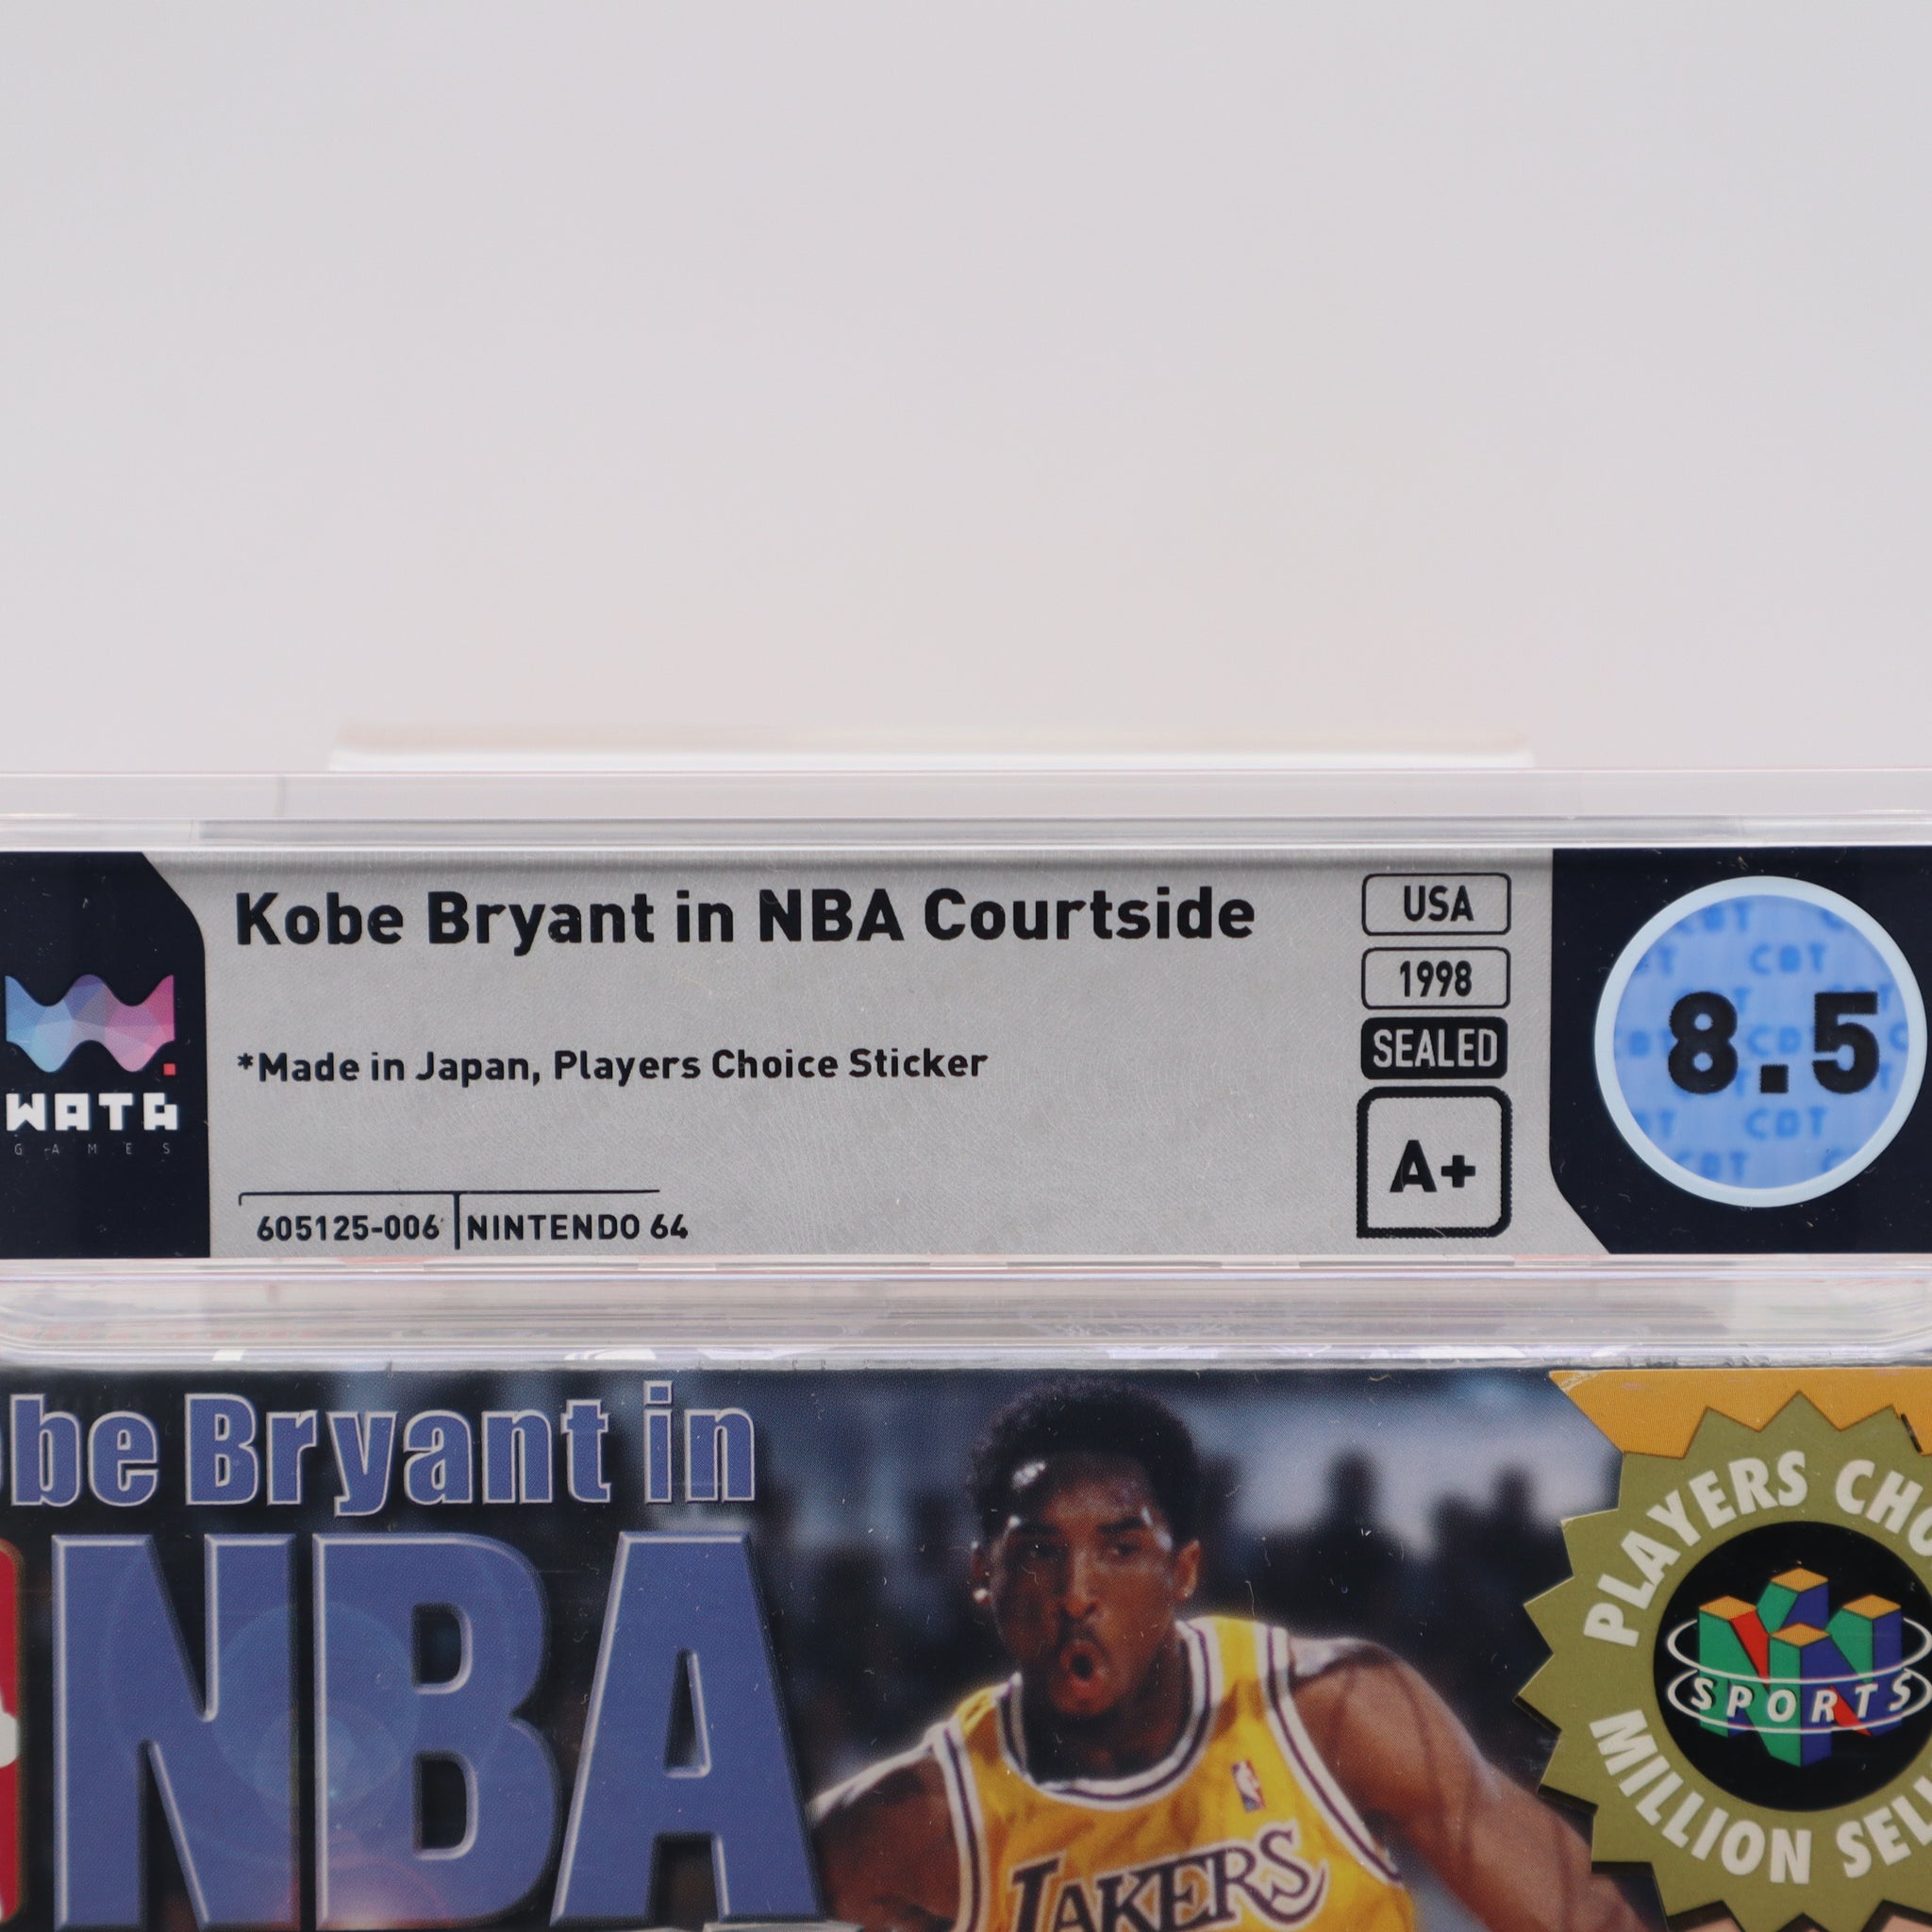 Kobe Bryant in NBA Courtside
*Made in Japan, Players Choice Sticker
605125-006
NINTENDO 64
WATA
GAMES
USA
1998
SEALED
A+
8.5
CDT
be Bryant in
NBA
LAKERS
PLAYERS CHO
SPORTS
MILLION SELL